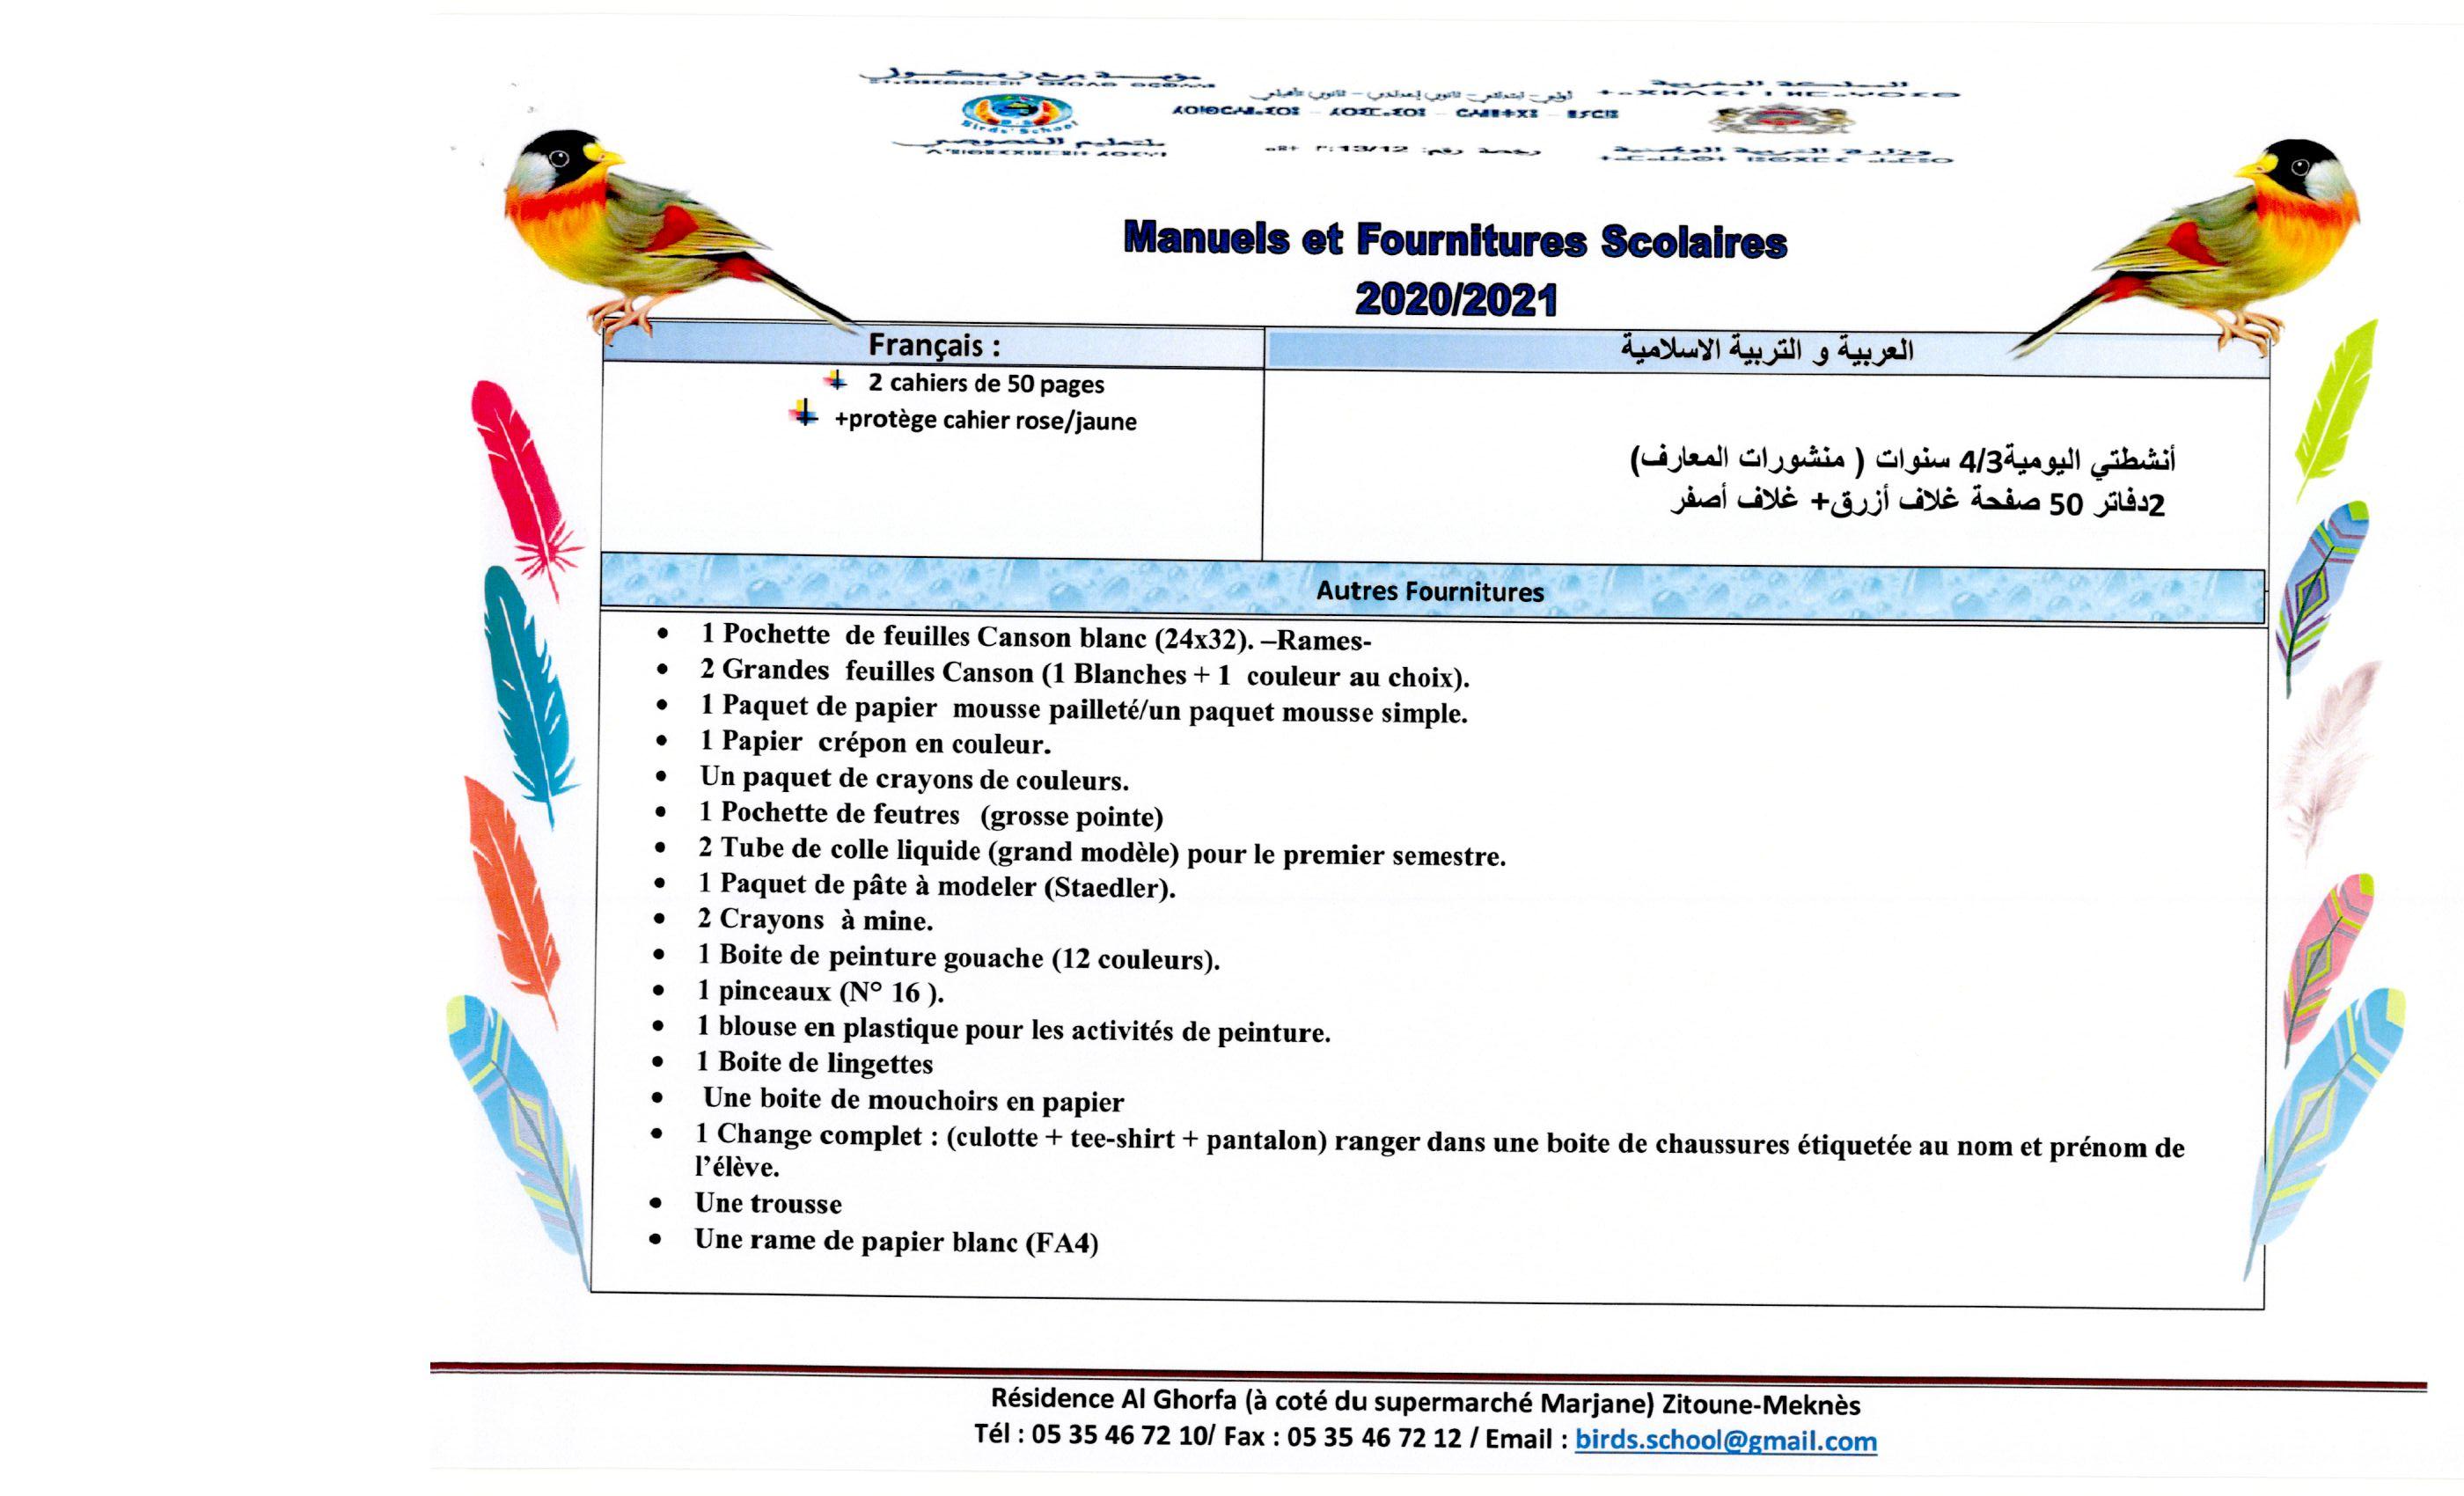 مؤسسة بيردز سكول
Birds' School
للتعليم الخصوصي
أولي – ابتدائي – ثانوي إعدادي – ثانوي تأهيلي
رخصة رقم: 13/12
المملكة المغربية
وزارة التربية الوطنية
Manuels et Fournitures Scolaires
2020/2021
Français :
2 cahiers de 50 pages
+protège cahier rose/jaune
العربية و التربية الاسلامية
أنشطتي اليومية4/3 سنوات ( منشورات المعارف)
2دفاتر 50 صفحة غلاف أزرق+ غلاف أصفر
Autres Fournitures
• 1 Pochette de feuilles Canson blanc (24x32). –Rames-
• 2 Grandes feuilles Canson (1 Blanches + 1 couleur au choix).
• 1 Paquet de papier mousse pailleté/un paquet mousse simple.
• 1 Papier crépon en couleur.
• Un paquet de crayons de couleurs.
• 1 Pochette de feutres (grosse pointe)
• 2 Tube de colle liquide (grand modèle) pour le premier semestre.
• 1 Paquet de pâte à modeler (Staedler).
• 2 Crayons à mine.
• 1 Boite de peinture gouache (12 couleurs).
• 1 pinceaux (N° 16 ).
• 1 blouse en plastique pour les activités de peinture.
• 1 Boite de lingettes
• Une boite de mouchoirs en papier
• 1 Change complet : (culotte + tee-shirt + pantalon) ranger dans une boite de chaussures étiquetée au nom et prénom de
l'élève.
• Une trousse
• Une rame de papier blanc (FA4)
Résidence Al Ghorfa (à coté du supermarché Marjane) Zitoune-Meknès
Tél : 05 35 46 72 10/ Fax : 05 35 46 72 12 / Email : birds.school@gmail.com